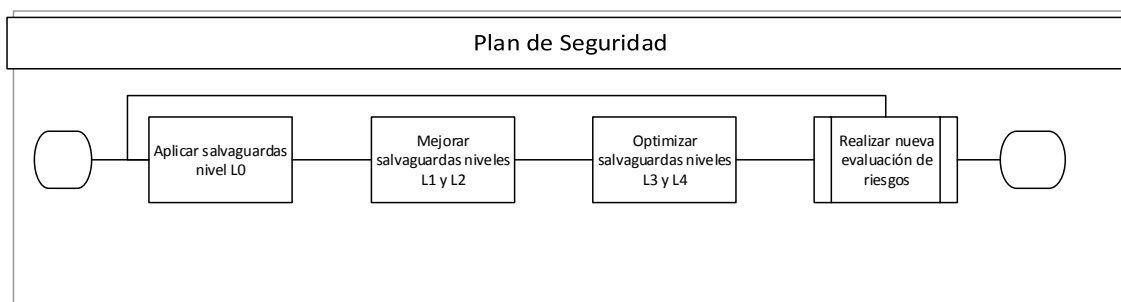 Plan de Seguridad
Aplicar salvaguardas
nivel L0
Mejorar
salvaguardas niveles
L1 y L2
Optimizar
salvaguardas niveles
L3 y L4
Realizar nueva
evaluación de
riesgos